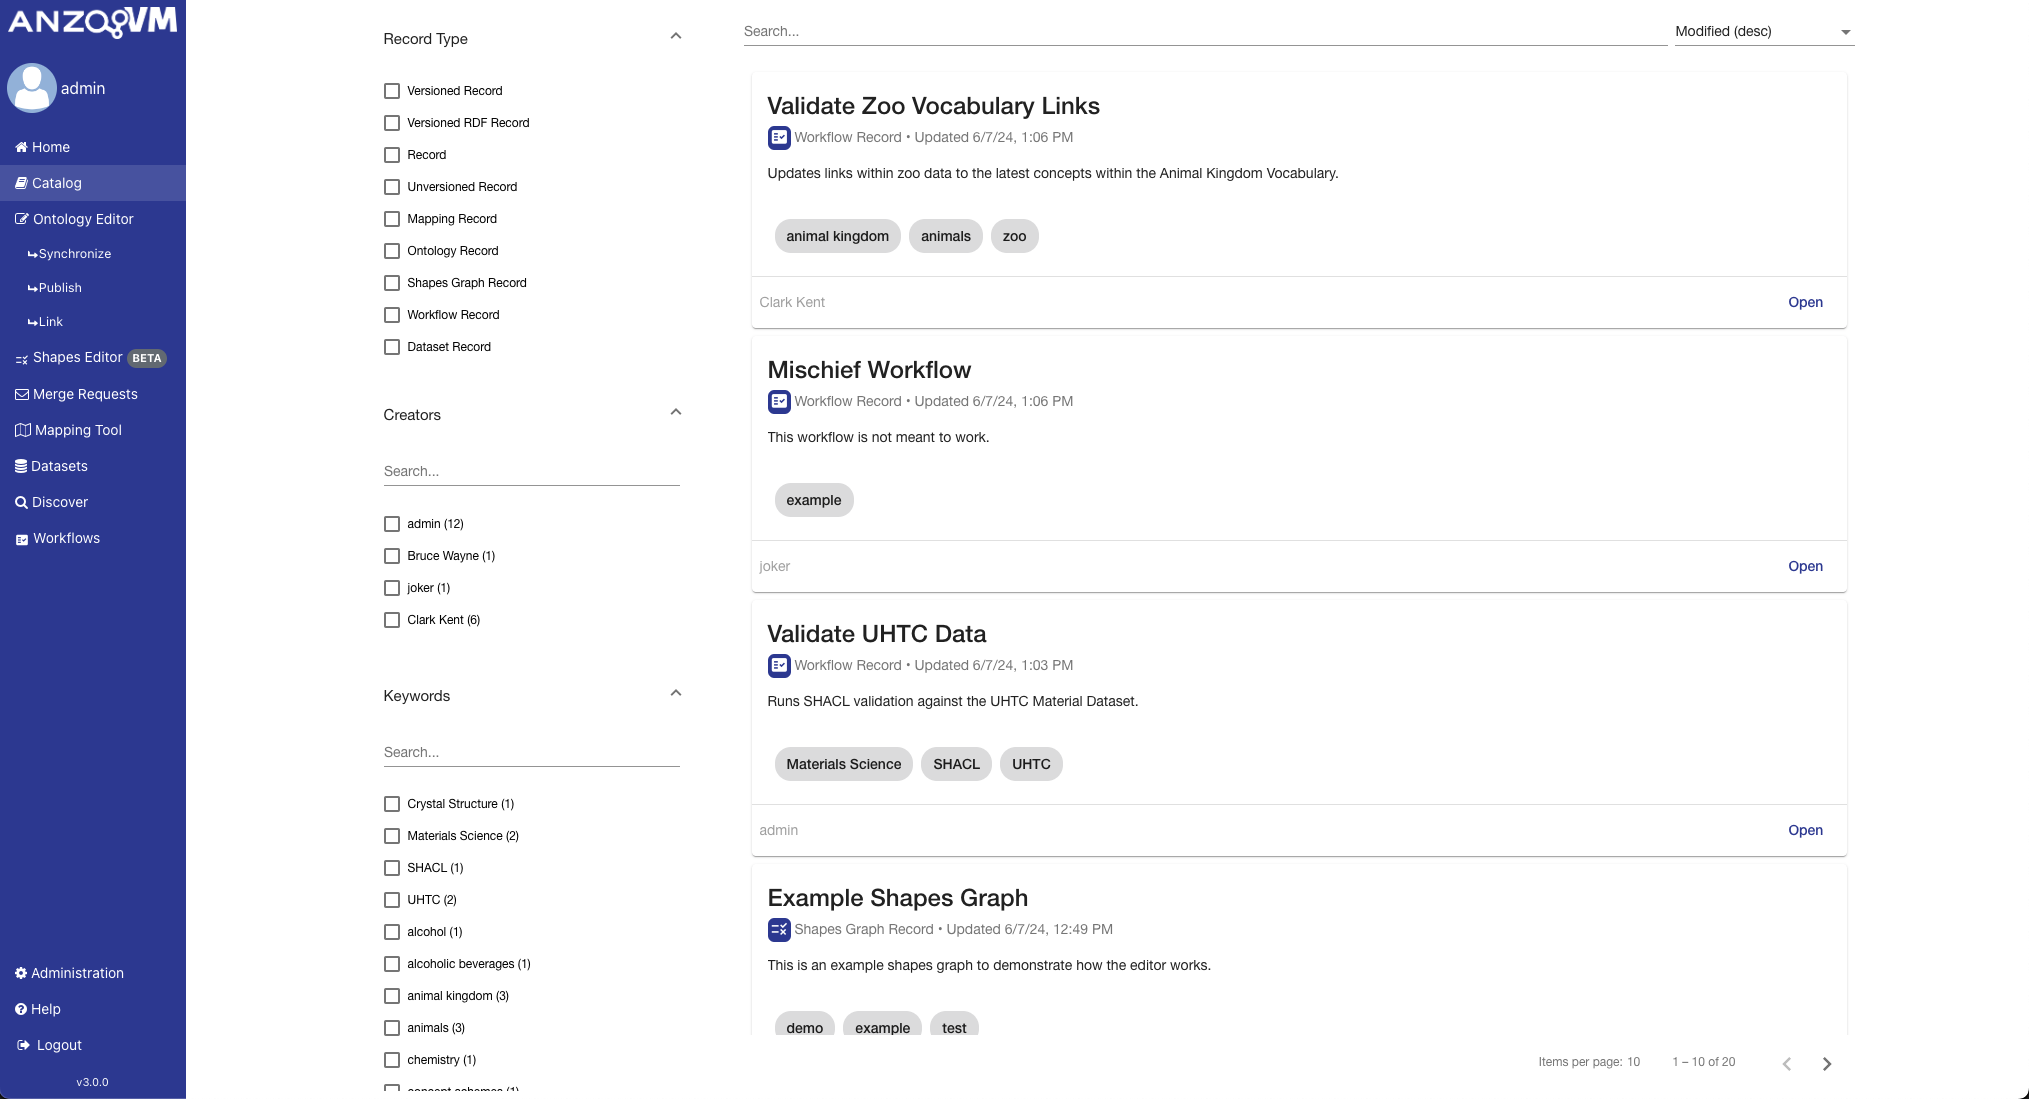 ANZOVM
admin
Home
Catalog
Ontology Editor
Synchronize
Publish
Link
Shapes Editor BETA
Merge Requests
Mapping Tool
Datasets
Discover
Workflows
Administration
Help
Logout
v3.0.0
Record Type
Versioned Record
Versioned RDF Record
Record
Unversioned Record
Mapping Record
Ontology Record
Shapes Graph Record
Workflow Record
Dataset Record
Creators
Search...
admin (12)
Bruce Wayne (1)
joker (1)
Clark Kent (6)
Keywords
Search...
Crystal Structure (1)
Materials Science (2)
SHACL (1)
UHTC (2)
alcohol (1)
alcoholic beverages (1)
animal kingdom (3)
animals (3)
chemistry (1)
concept schemes (1)
Search...
Modified (desc)
Validate Zoo Vocabulary Links
Workflow Record • Updated 6/7/24, 1:06 PM
Updates links within zoo data to the latest concepts within the Animal Kingdom Vocabulary.
animal kingdom animals zoo
Clark Kent Open
Mischief Workflow
Workflow Record • Updated 6/7/24, 1:06 PM
This workflow is not meant to work.
example
joker Open
Validate UHTC Data
Workflow Record • Updated 6/7/24, 1:03 PM
Runs SHACL validation against the UHTC Material Dataset.
Materials Science SHACL UHTC
admin Open
Example Shapes Graph
Shapes Graph Record • Updated 6/7/24, 12:49 PM
This is an example shapes graph to demonstrate how the editor works.
demo example test
Items per page: 10 1 – 10 of 20